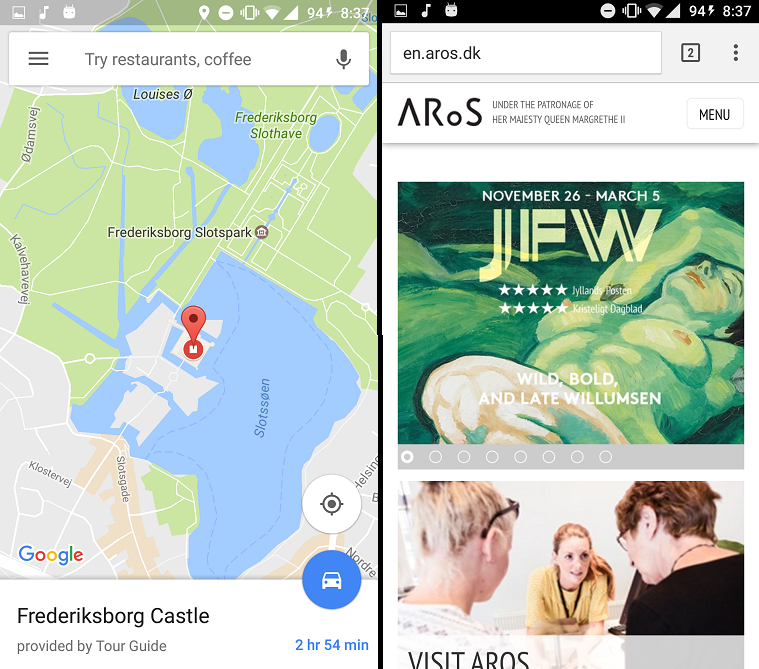 94 8:37
Try restaurants, coffee
Louises Ø
Frederiksborg
Slothave
Ødamsvej
Frederiksborg Slotspark
Kalvehavevej
Slotssøen
Klostervej
Slotsgade
Helsing
Nordre
Google
Frederiksborg Castle
provided by Tour Guide
2 hr 54 min
94 8:37
en.aros.dk
2
ARoS
UNDER THE PATRONAGE OF
HER MAJESTY QUEEN MARGRETHE II
MENU
NOVEMBER 26 - MARCH 5
JFW
★★★★★ Jyllands-Posten
★★★★★ Kristeligt Dagblad
WILD, BOLD,
AND LATE WILLUMSEN
VISIT AROS